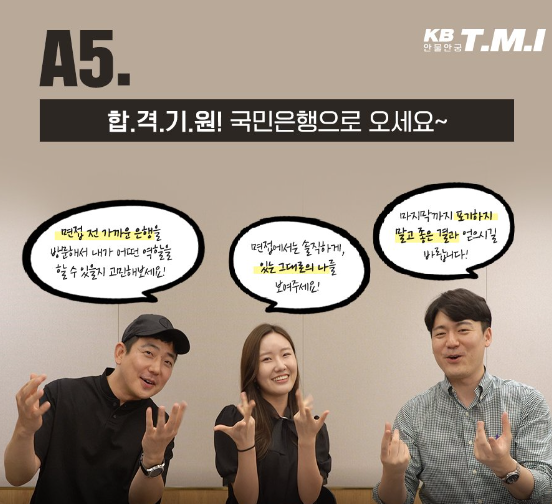 A5.
KB
안물안궁
T.M.I
합.격.기.원! 국민은행으로 오세요~
면접 전 가까운 은행을
방문해서 내가 어떤 역할을
할 수 있을지 고민해보세요!
면접에서는 솔직하게,
있는 그대로의 나를
보여주세요!
마지막까지 포기하지
말고 좋은 결과 얻으시길
바랍니다!